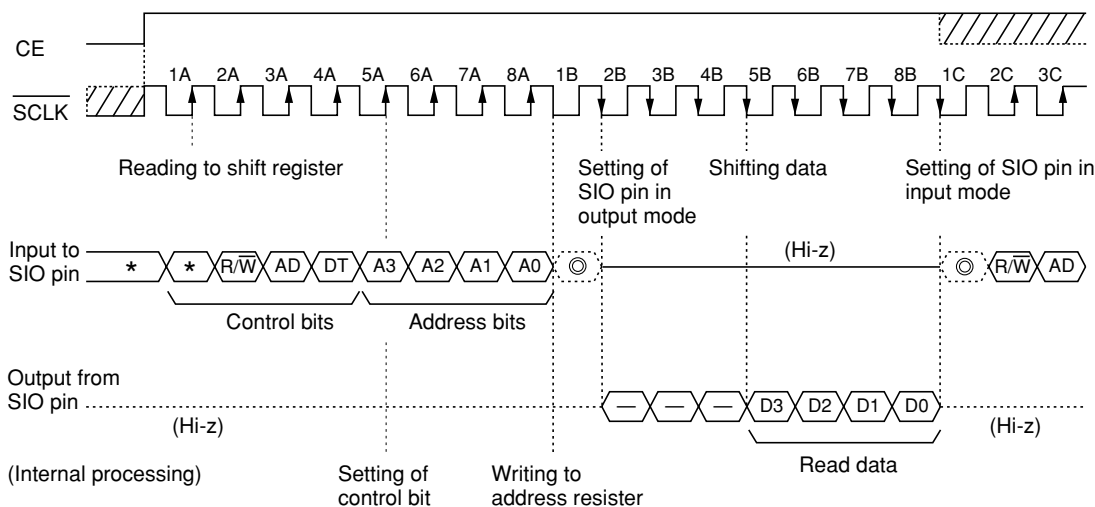 CE
1A 2A 3A 4A 5A 6A 7A 8A 1B 2B 3B 4B 5B 6B 7B 8B 1C 2C 3C
SCLK
Reading to shift register
Setting of
SIO pin in
output mode
Shifting data
Setting of SIO pin in
input mode
Input to
SIO pin
* * R/W AD DT A3 A2 A1 A0 ◎ (Hi-z) ◎ R/W AD
Control bits Address bits
Output from
SIO pin
(Hi-z) — — — D3 D2 D1 D0 (Hi-z)
Read data
(Internal processing)
Setting of
control bit
Writing to
address resister